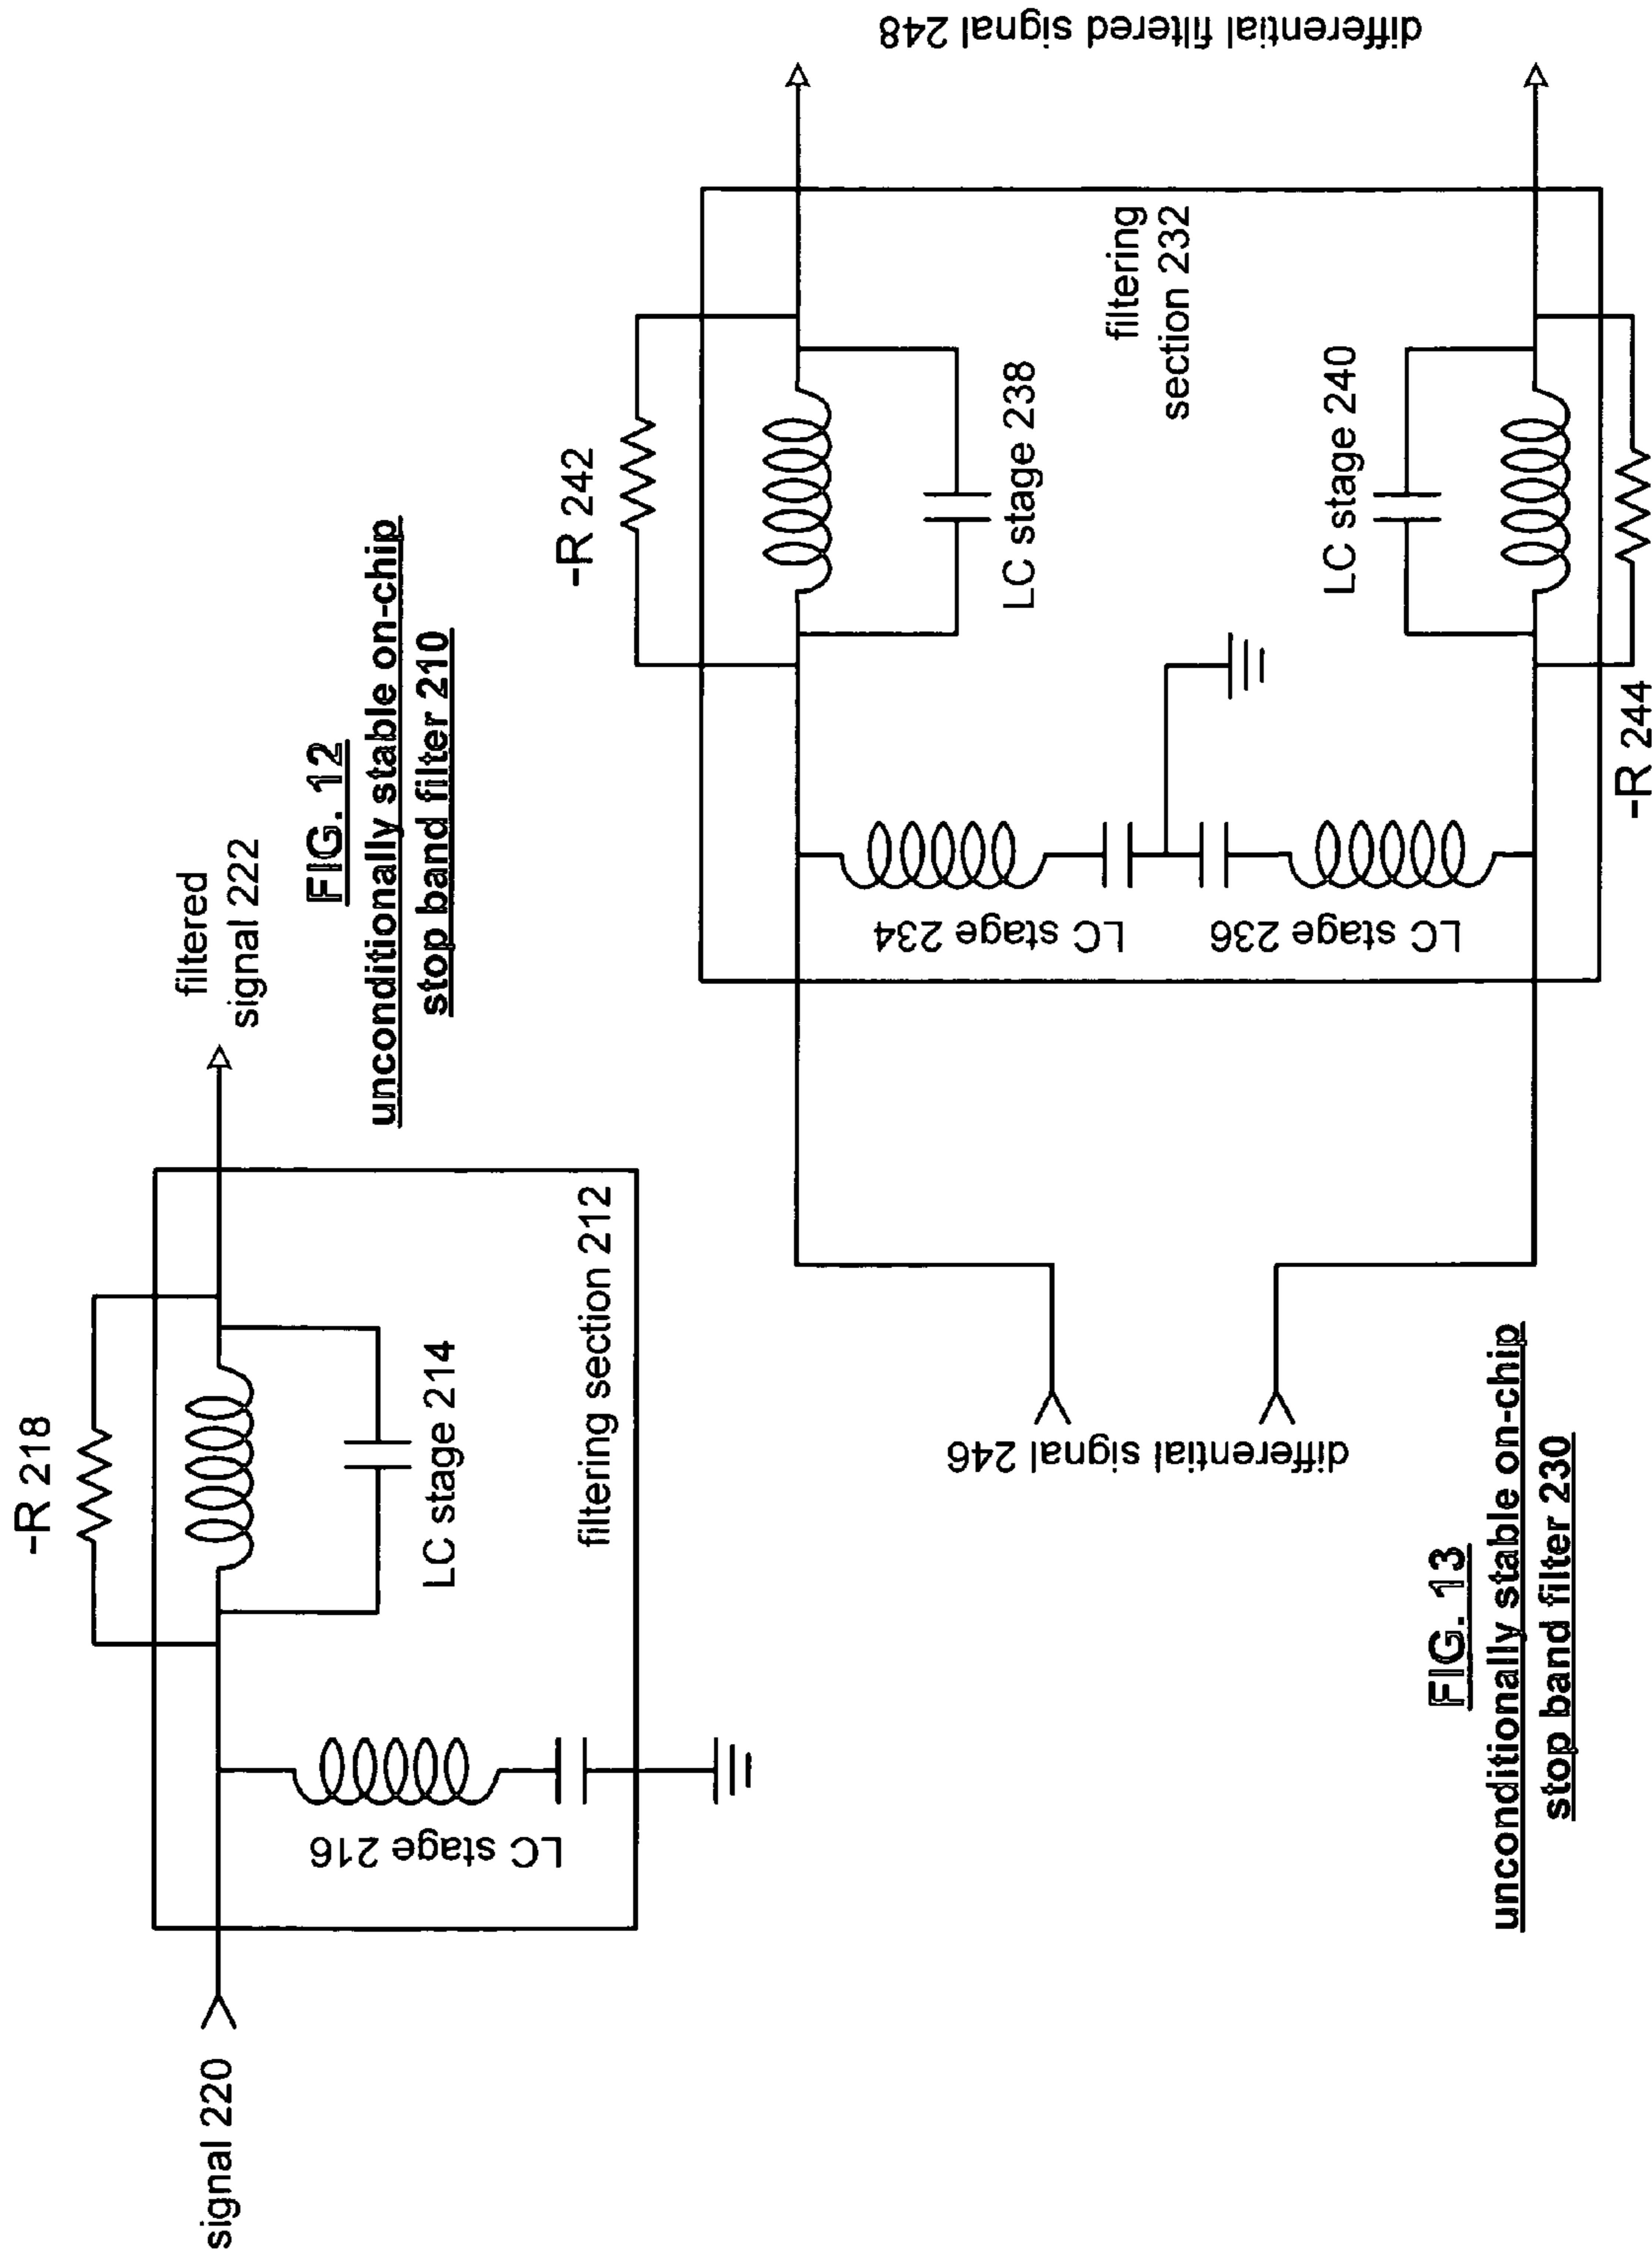 -R 218
signal 220
LC stage 216
LC stage 214
filtering section 212
filtered
signal 222
FIG. 12
unconditionally stable on-chip
stop band filter 210
-R 242
LC stage 238
filtering
section 232
LC stage 234
LC stage 236
LC stage 240
-R 244
differential signal 246
differential filtered signal 248
FIG. 13
unconditionally stable on-chip
stop band filter 230